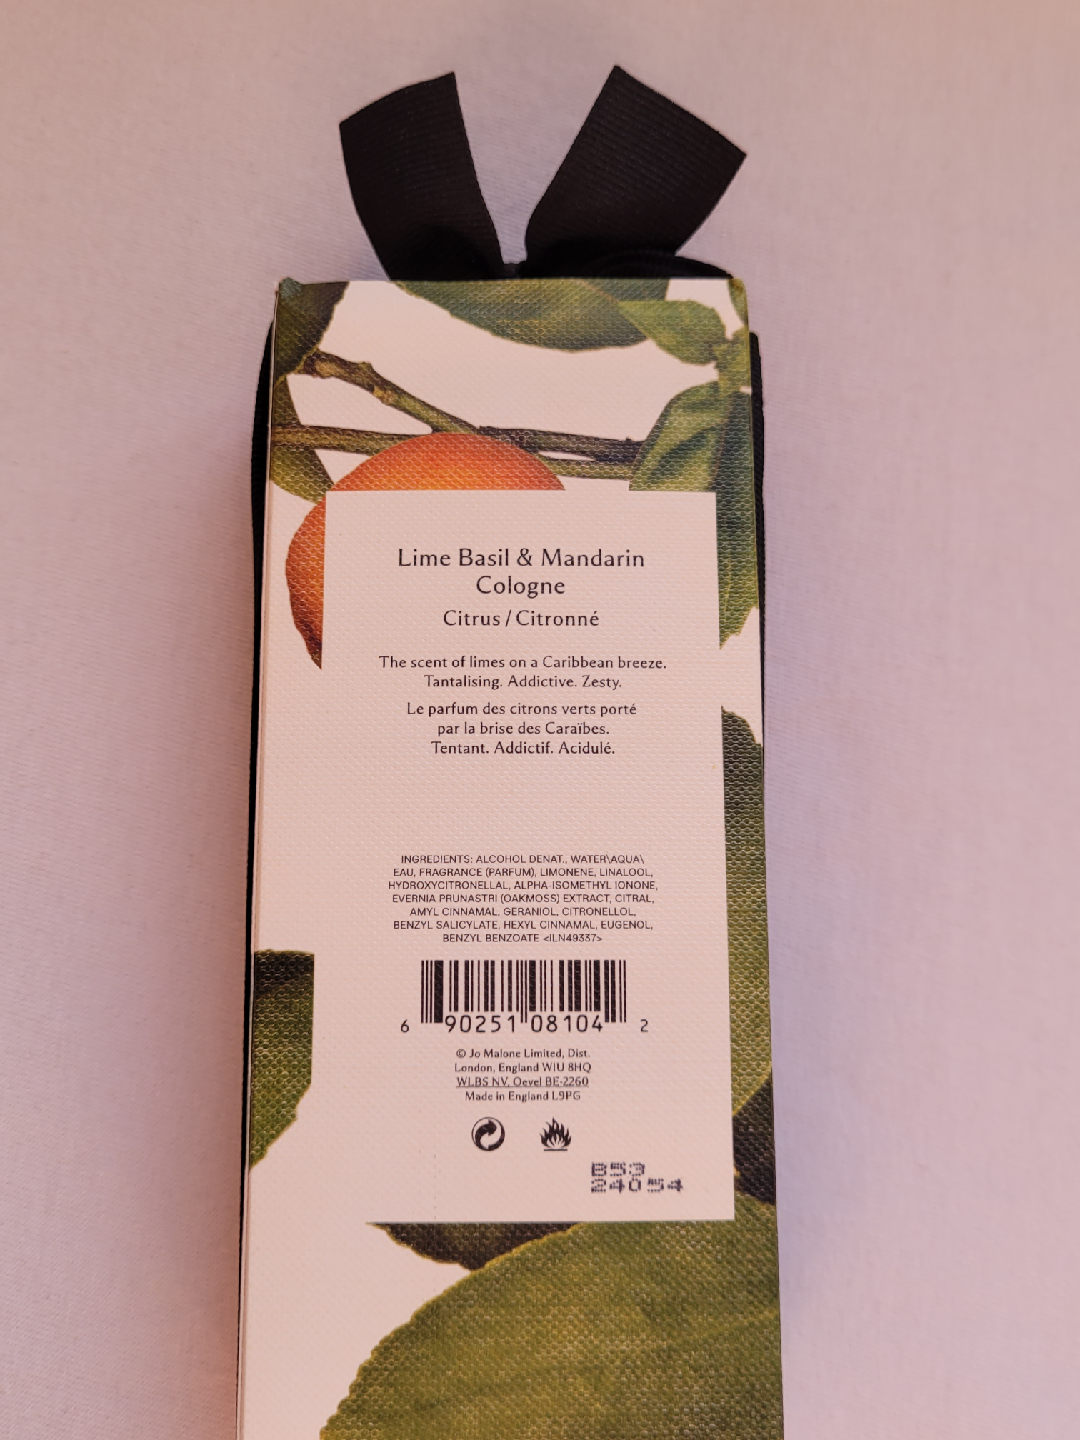 Lime Basil & Mandarin
Cologne
Citrus / Citronné
The scent of limes on a Caribbean breeze.
Tantalising. Addictive. Zesty.
Le parfum des citrons verts porté
par la brise des Caraïbes.
Tentant. Addictif. Acidulé.
INGREDIENTS: ALCOHOL DENAT., WATER\AQUA\
EAU, FRAGRANCE (PARFUM), LIMONENE, LINALOOL,
HYDROXYCITRONELLAL, ALPHA-ISOMETHYL IONONE,
EVERNIA PRUNASTRI (OAKMOSS) EXTRACT, CITRAL,
AMYL CINNAMAL, GERANIOL, CITRONELLOL,
BENZYL SALICYLATE, HEXYL CINNAMAL, EUGENOL,
BENZYL BENZOATE <ILN49337>
6 90251 08104 2
© Jo Malone Limited, Dist.
London, England W1U 8HQ
WLBS NV, Oevel BE-2260
Made in England L9PG
B53
24054